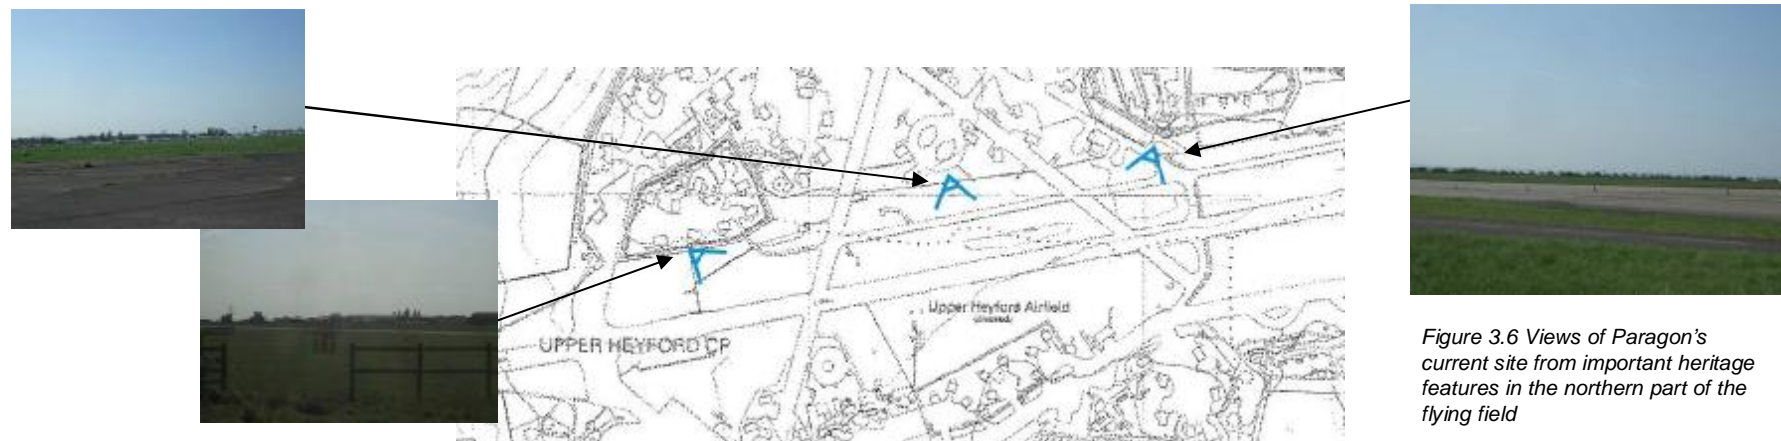 Upper Heyford Airfield
UPPER HEYFORD CP
Figure 3.6 Views of Paragon's
current site from important heritage
features in the northern part of the
flying field